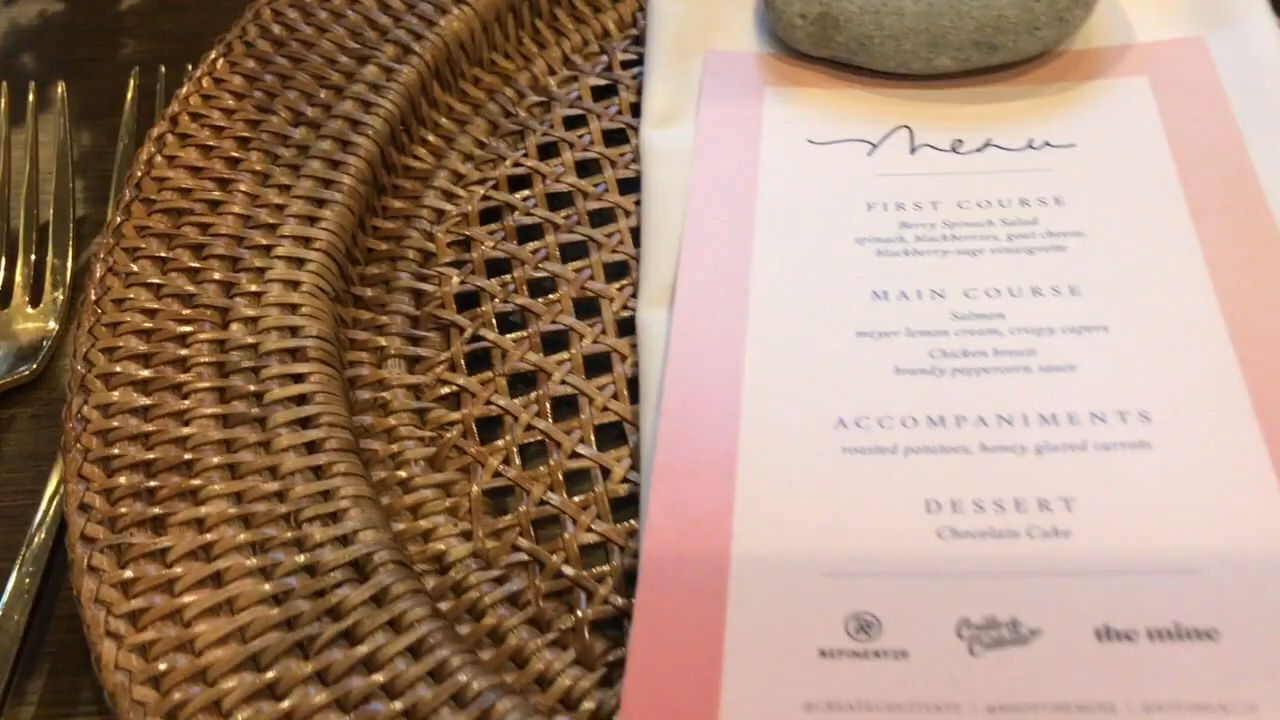 Menu
FIRST COURSE
Berry Spinach Salad
spinach, blackberries, goat cheese,
blackberry-sage vinaigrette
MAIN COURSE
Salmon
meyer lemon cream, crispy capers
Chicken breast
brandy peppercorn sauce
ACCOMPANIMENTS
roasted potatoes, honey glazed carrots
DESSERT
Chocolate Cake
REFINERY29
the mine